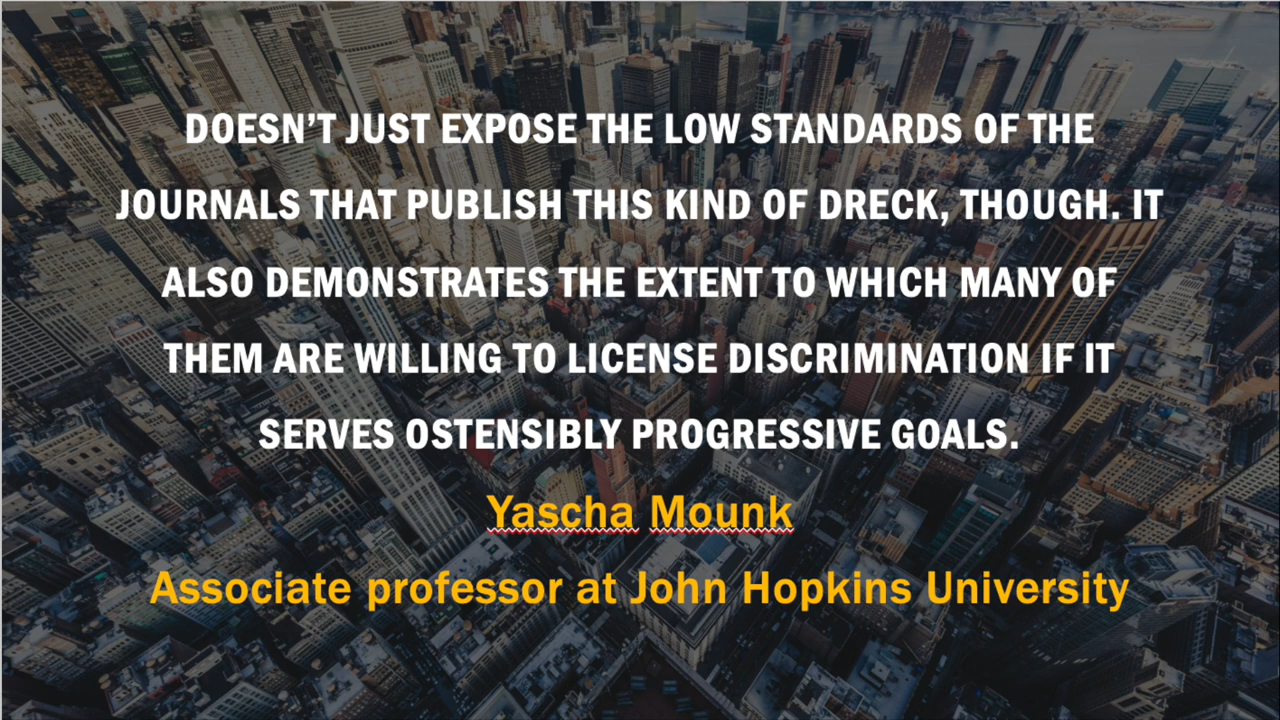 DOESN’T JUST EXPOSE THE LOW STANDARDS OF THE
JOURNALS THAT PUBLISH THIS KIND OF DRECK, THOUGH. IT
ALSO DEMONSTRATES THE EXTENT TO WHICH MANY OF
THEM ARE WILLING TO LICENSE DISCRIMINATION IF IT
SERVES OSTENSIBLY PROGRESSIVE GOALS.
Yascha Mounk
Associate professor at John Hopkins University